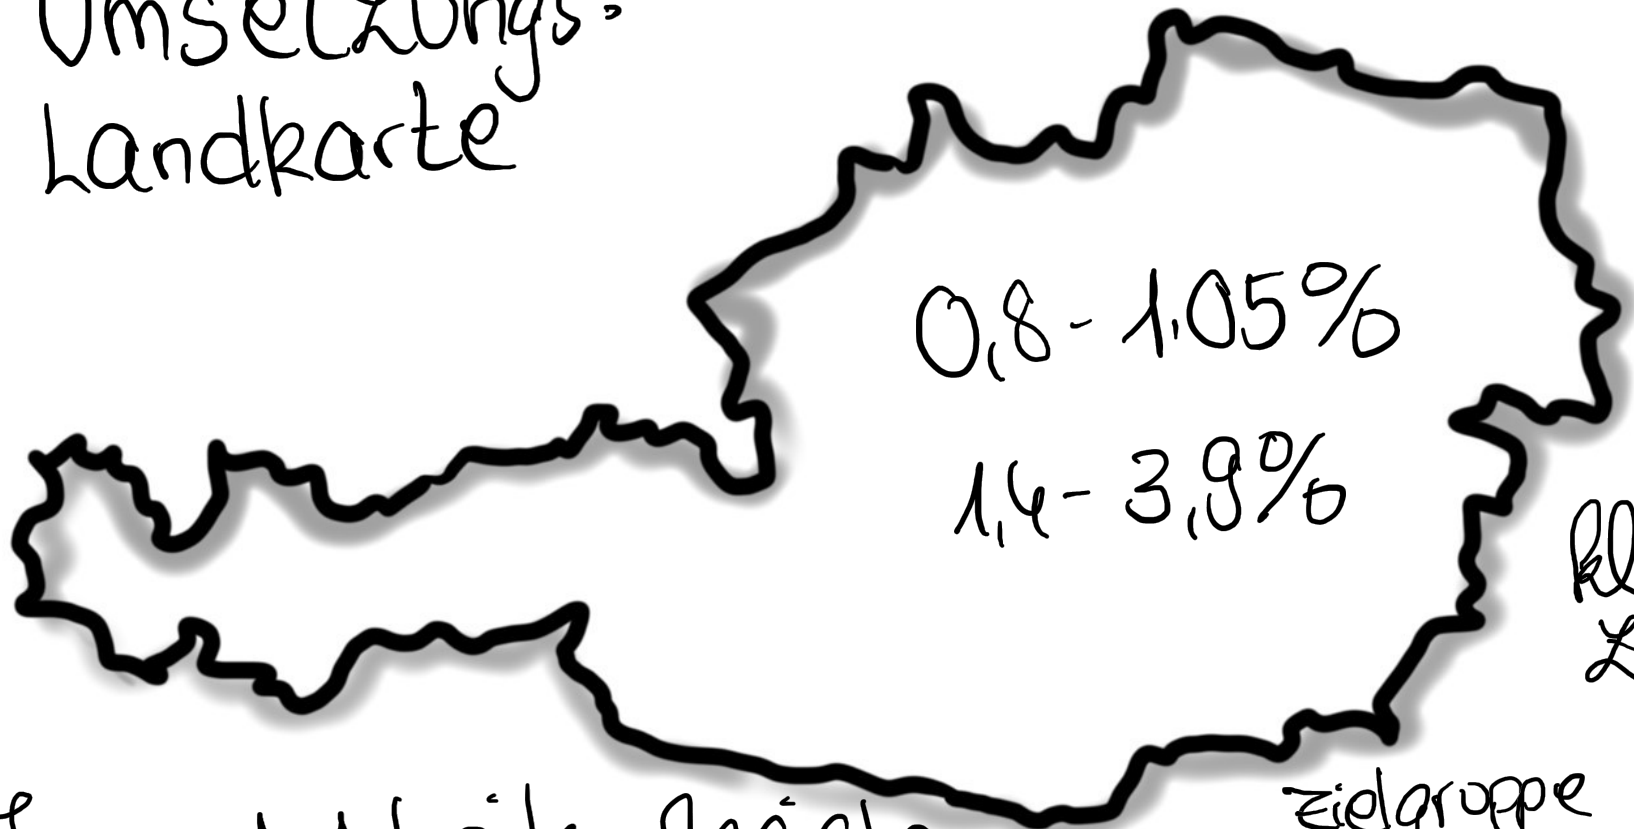 Umsetzungs-
Landkarte
0,8 - 1,05%
1,4 - 3,9%
zielgruppe